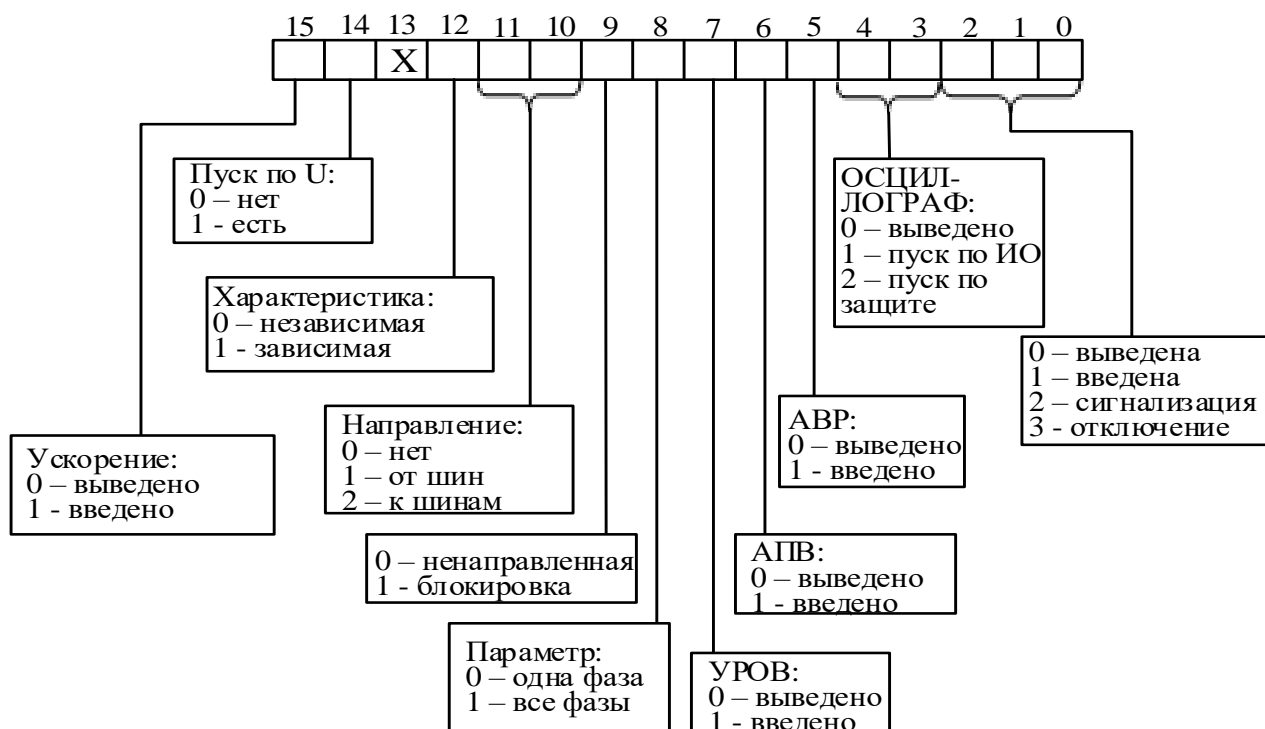 15 14 13 12 11 10 9 8 7 6 5 4 3 2 1 0
X
Пуск по U:
0 – нет
1 - есть
ОСЦИЛ-
ЛОГРАФ:
0 – выведено
1 – пуск по ИО
2 – пуск по
защите
Характеристика:
0 – независимая
1 - зависимая
0 – выведена
1 – введена
2 – сигнализация
3 - отключение
Направление:
0 – нет
1 – от шин
2 – к шинам
АВР:
0 – выведено
1 - введено
Ускорение:
0 – выведено
1 - введено
0 – ненаправленная
1 - блокировка
АПВ:
0 – выведено
1 - введено
Параметр:
0 – одна фаза
1 – все фазы
УРОВ:
0 – выведено
1 - введено